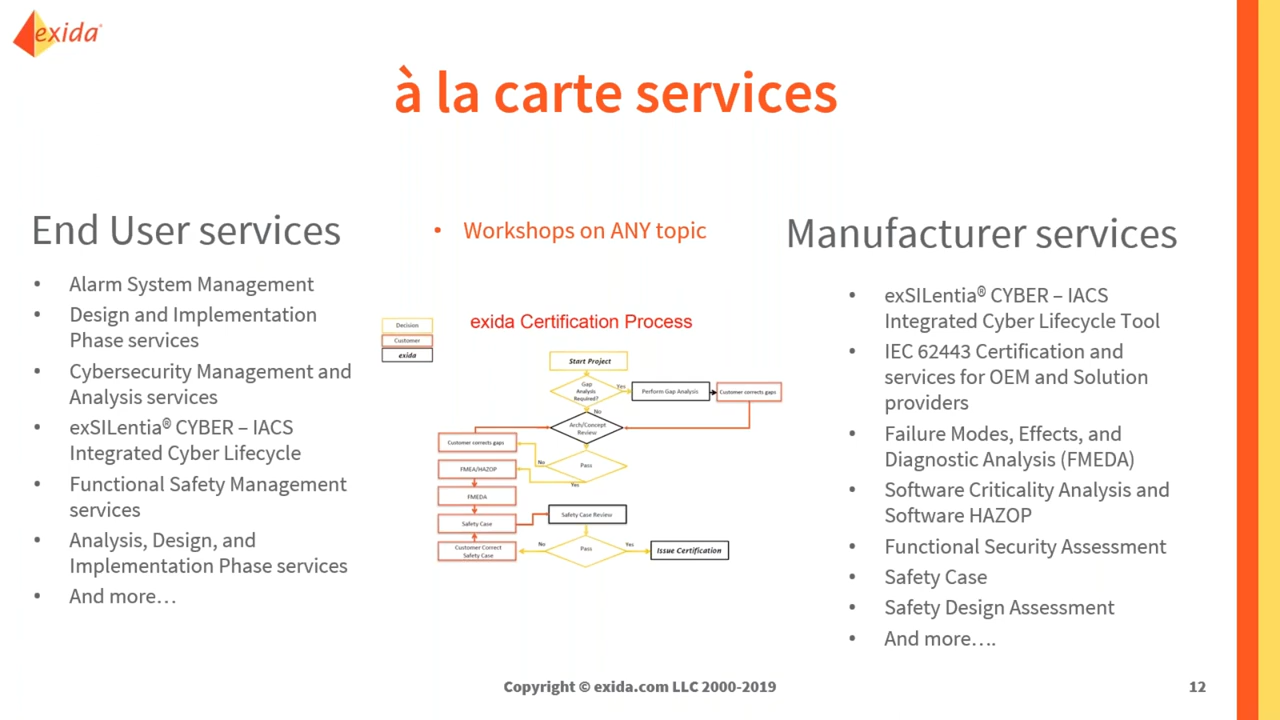 exida
à la carte services
End User services
• Alarm System Management
• Design and Implementation
Phase services
• Cybersecurity Management and
Analysis services
• exSILentia® CYBER – IACS
Integrated Cyber Lifecycle
• Functional Safety Management
services
• Analysis, Design, and
Implementation Phase services
• And more…
• Workshops on ANY topic
exida Certification Process
Decision
Customer
exida
Start Project
Gap
Analysis
Required?
Yes
Perform Gap Analysis
Customer corrects gaps
No
Arch/Concept
Review
Customer corrects gaps
No
Pass
Yes
FMEA/HAZOP
FMEDA
Safety Case
Safety Case Review
Customer Correct
Safety Case
No
Pass
Yes
Issue Certification
Manufacturer services
• exSILentia® CYBER – IACS
Integrated Cyber Lifecycle Tool
• IEC 62443 Certification and
services for OEM and Solution
providers
• Failure Modes, Effects, and
Diagnostic Analysis (FMEDA)
• Software Criticality Analysis and
Software HAZOP
• Functional Security Assessment
• Safety Case
• Safety Design Assessment
• And more….
Copyright © exida.com LLC 2000-2019
12